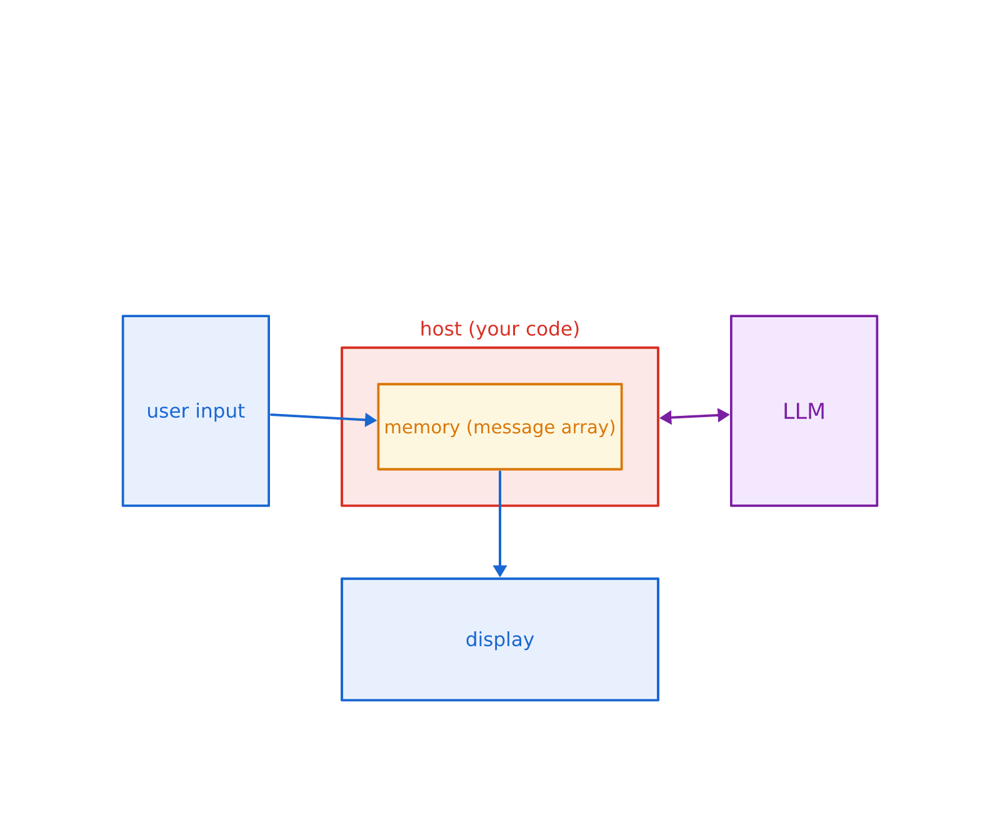 host (your code)
user input
memory (message array)
LLM
display